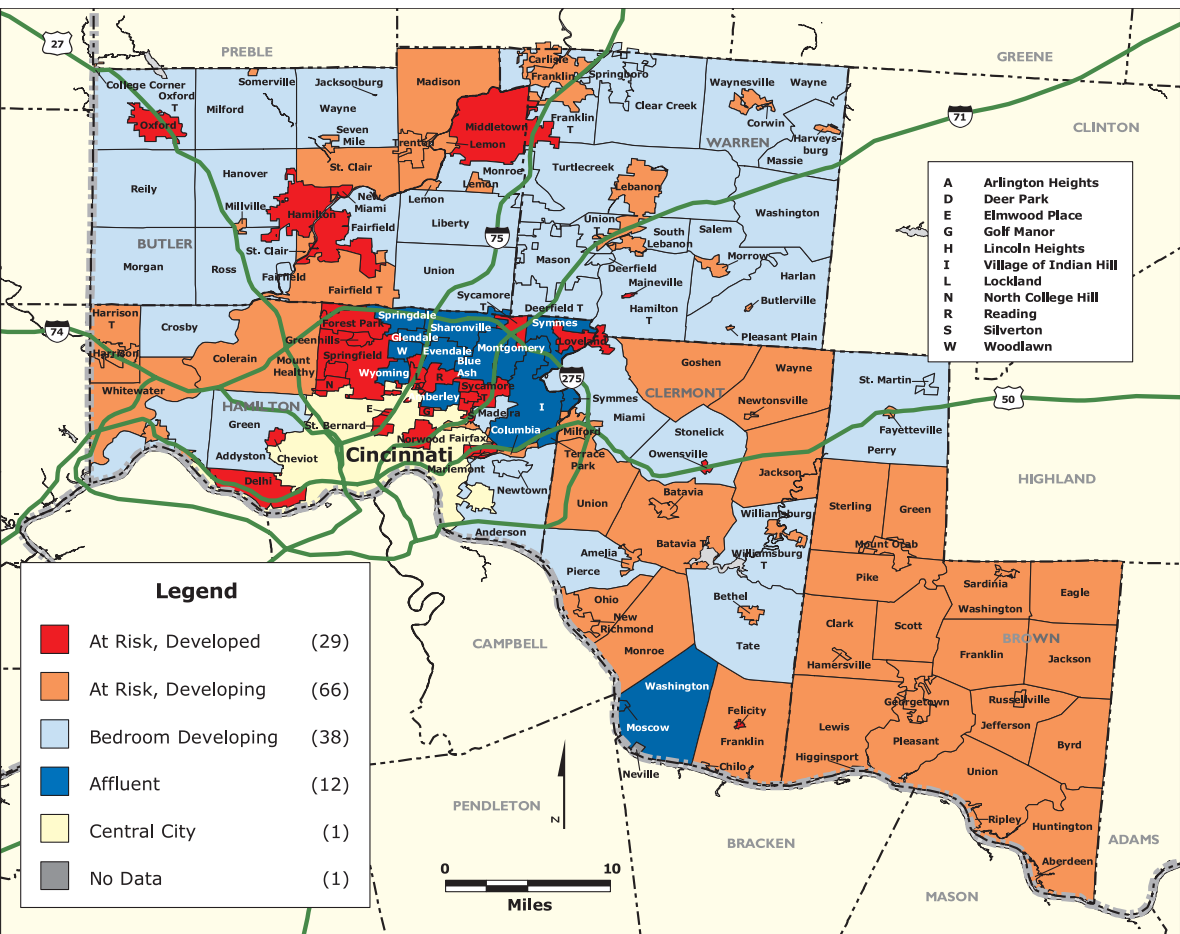 27
PREBLE
GREENE
Carlisle
Franklin
Springboro
College Corner
Oxford
T
Somerville
Jacksonburg
Madison
Waynesville
Wayne
Milford
Wayne
Clear Creek
71
Oxford
Franklin
T
Corwin
CLINTON
Seven
Mile
Middletown
Lemon
Trenton
WARREN
Harveys-
burg
Massie
Hanover
St. Clair
Monroe
Turtlecreek
Reily
Lemon
Lebanon
Millville
New
Miami
Lemon
Hamilton
Fairfield
Liberty
Washington
Union
BUTLER
St. Clair
75
South
Lebanon
Salem
Morgan
Ross
Fairfield
Union
Mason
Morrow
Deerfield
Harlan
Fairfield T
Maineville
Sycamore
T
Deerfield T
Hamilton
T
Butlerville
Harrison
T
Crosby
Springdale
Symmes
Pleasant Plain
74
Forest Park
Sharonville
Greenhills
Glendale
Loveland
Harrison
Colerain
Springfield
W
Evendale
Montgomery
Goshen
Mount
Healthy
Wyoming
Blue
Ash
Wayne
L
R
275
St. Martin
Whitewater
N
Sycamore
T
CLERMONT
50
HAMILTON
mberley
Symmes
Newtonsville
E
G
Madeira
I
Miami
Green
St. Bernard
Columbia
Milford
Stonelick
Fayetteville
Norwood
Fairfax
Perry
Addyston
Cheviot
Cincinnati
Terrace
Park
Owensville
Mariemont
Delhi
Newtown
Jackson
HIGHLAND
Union
Batavia
Sterling
Green
Williamsburg
Anderson
Batavia T
Williamsburg
T
Mount Orab
Amelia
Pierce
Pike
Sardinia
Ohio
Bethel
Washington
Eagle
New
Richmond
Clark
Scott
CAMPBELL
BROWN
Monroe
Tate
Franklin
Jackson
Hamersville
Washington
Georgetown
Russellville
Felicity
Moscow
Lewis
Jefferson
Franklin
Pleasant
Byrd
Higginsport
Neville
Chilo
Union
PENDLETON
Ripley
Huntington
BRACKEN
ADAMS
Aberdeen
MASON
A Arlington Heights
D Deer Park
E Elmwood Place
G Golf Manor
H Lincoln Heights
I Village of Indian Hill
L Lockland
N North College Hill
R Reading
S Silverton
W Woodlawn
Legend
At Risk, Developed (29)
At Risk, Developing (66)
Bedroom Developing (38)
Affluent (12)
Central City (1)
No Data (1)
N
0 10
Miles